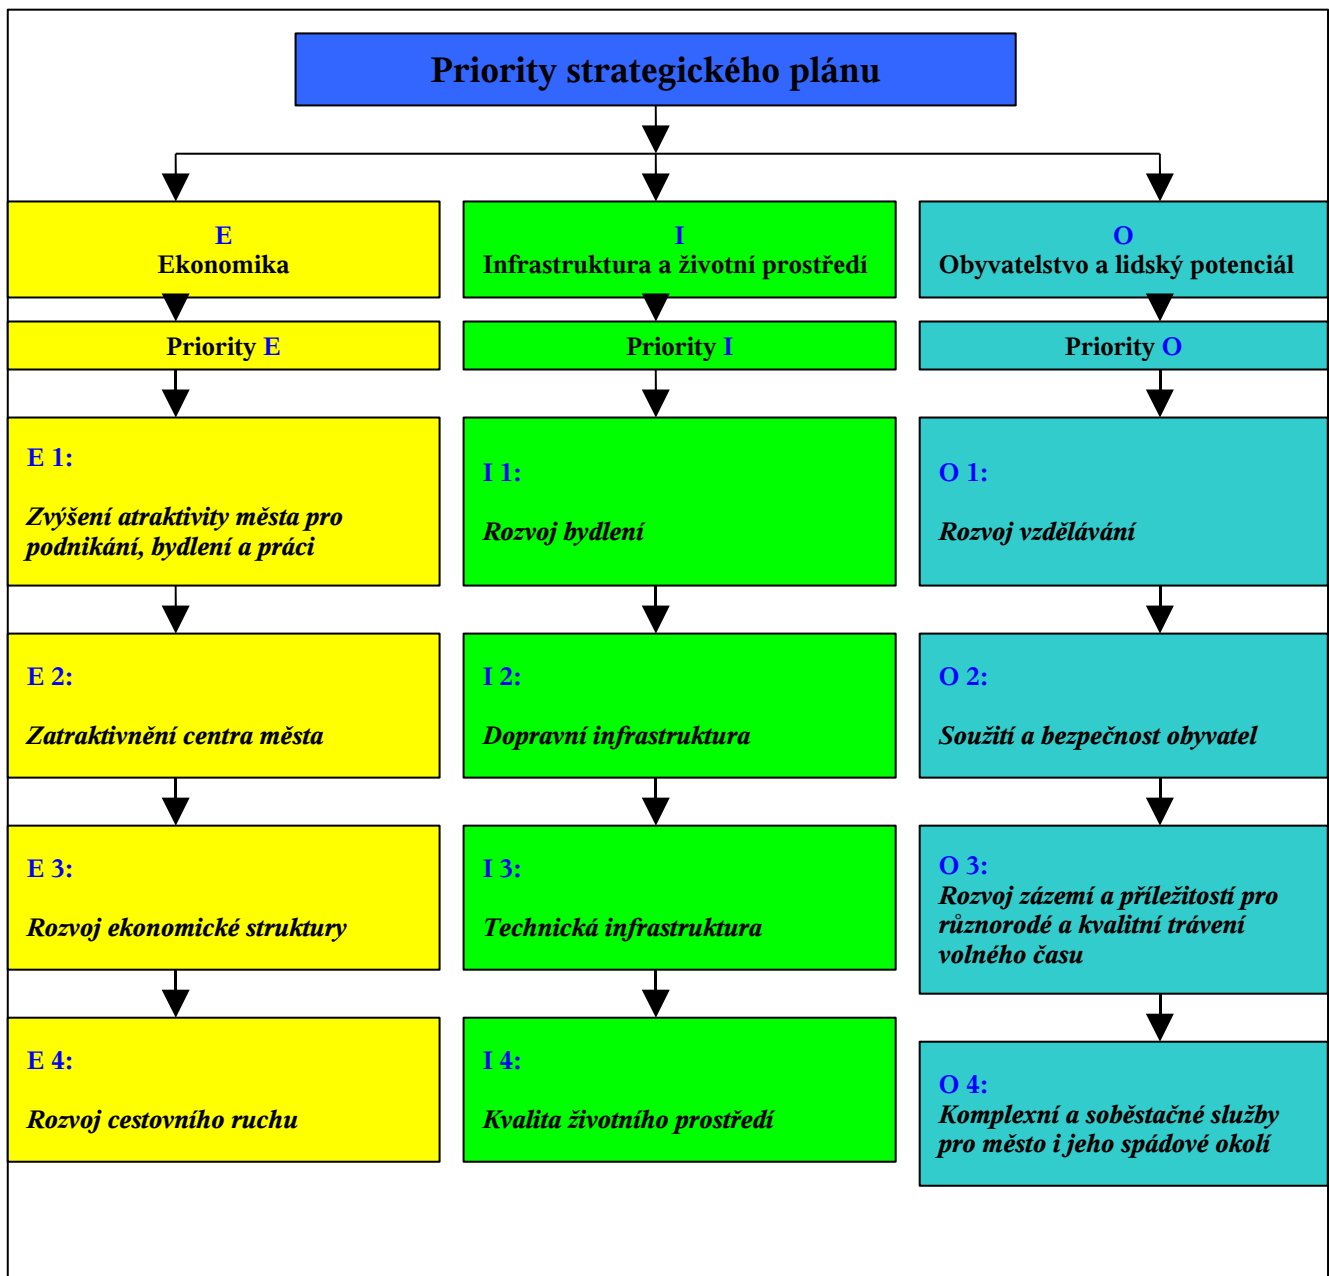 Priority strategického plánu
E
Ekonomika
I
Infrastruktura a životní prostředí
O
Obyvatelstvo a lidský potenciál
Priority E
Priority I
Priority O
E 1:
Zvýšení atraktivity města pro
podnikání, bydlení a práci
I 1:
Rozvoj bydlení
O 1:
Rozvoj vzdělávání
E 2:
Zatraktivnění centra města
I 2:
Dopravní infrastruktura
O 2:
Soužití a bezpečnost obyvatel
E 3:
Rozvoj ekonomické struktury
I 3:
Technická infrastruktura
O 3:
Rozvoj zázemí a příležitostí pro
různorodé a kvalitní trávení
volného času
E 4:
Rozvoj cestovního ruchu
I 4:
Kvalita životního prostředí
O 4:
Komplexní a soběstačné služby
pro město i jeho spádové okolí